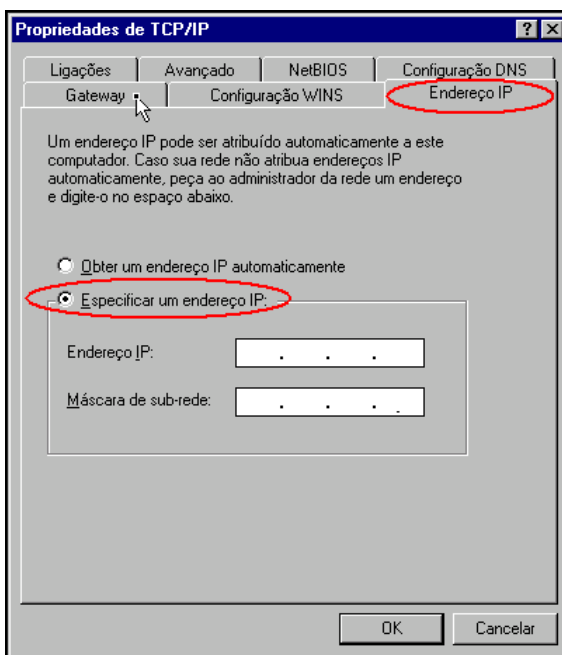 Propriedades de TCP/IP
Ligações Avançado NetBIOS Configuração DNS
Gateway Configuração WINS Endereço IP
Um endereço IP pode ser atribuído automaticamente a este
computador. Caso sua rede não atribua endereços IP
automaticamente, peça ao administrador da rede um endereço
e digite-o no espaço abaixo.
Obter um endereço IP automaticamente
Especificar um endereço IP:
Endereço IP:
Máscara de sub-rede:
OK Cancelar